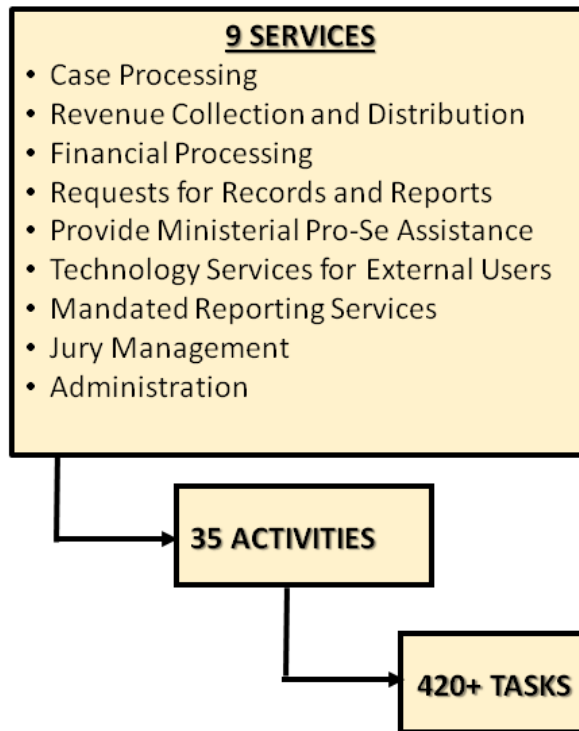 9 SERVICES
• Case Processing
• Revenue Collection and Distribution
• Financial Processing
• Requests for Records and Reports
• Provide Ministerial Pro-Se Assistance
• Technology Services for External Users
• Mandated Reporting Services
• Jury Management
• Administration
35 ACTIVITIES
420+ TASKS